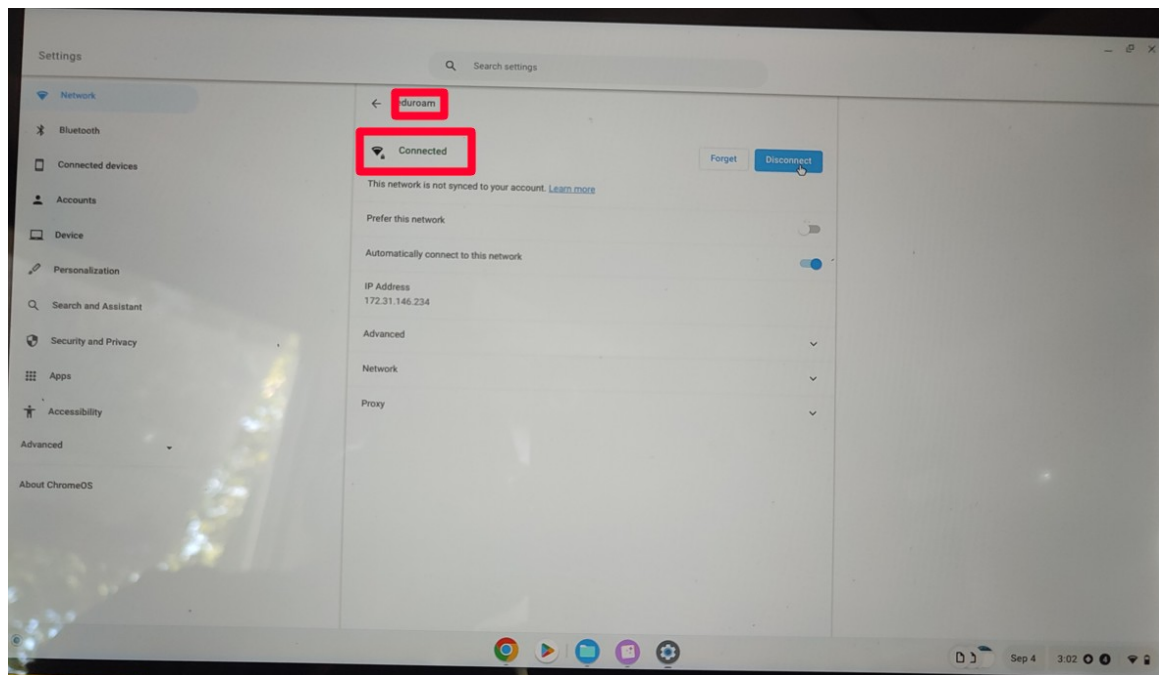 Settings
Search settings
Network
Bluetooth
Connected devices
Accounts
Device
Personalization
Search and Assistant
Security and Privacy
Apps
Accessibility
Advanced
About ChromeOS
eduroam
Connected
Forget
Disconnect
This network is not synced to your account. Learn more
Prefer this network
Automatically connect to this network
IP Address
172.31.146.234
Advanced
Network
Proxy
Sep 4
3:02